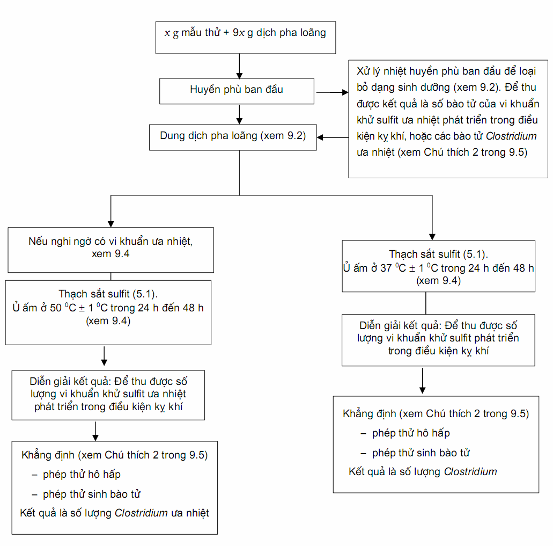 x g mẫu thử + 9x g dịch pha loãng
Huyền phù ban đầu
Xử lý nhiệt huyền phù ban đầu để loại
bỏ dạng sinh dưỡng (xem 9.2). Để thu
được kết quả là số bào tử của vi khuẩn
khử sulfit ưa nhiệt phát triển trong điều
kiện kỵ khí, hoặc các bào tử Clostridium
ưa nhiệt (xem Chú thích 2 trong 9.5)
Dung dịch pha loãng (xem 9.2)
Nếu nghi ngờ có vi khuẩn ưa nhiệt,
xem 9.4
Thạch sắt sulfit (5.1).
Ủ ấm ở 50 ⁰C ± 1 ⁰C trong 24 h đến 48 h
(xem 9.4)
Diễn giải kết quả: Để thu được số
lượng vi khuẩn khử sulfit ưa nhiệt
phát triển trong điều kiện kỵ khí
Khẳng định (xem Chú thích 2 trong 9.5)
– phép thử hô hấp
– phép thử sinh bào tử
Kết quả là số lượng Clostridium ưa nhiệt
Thạch sắt sulfit (5.1).
Ủ ấm ở 37 ⁰C ± 1 ⁰C trong 24 h đến 48 h
(xem 9.4)
Diễn giải kết quả: Để thu được số
lượng vi khuẩn khử sulfit phát triển
trong điều kiện kỵ khí
Khẳng định (xem Chú thích 2 trong 9.5)
– phép thử hô hấp
– phép thử sinh bào tử
Kết quả là số lượng Clostridium